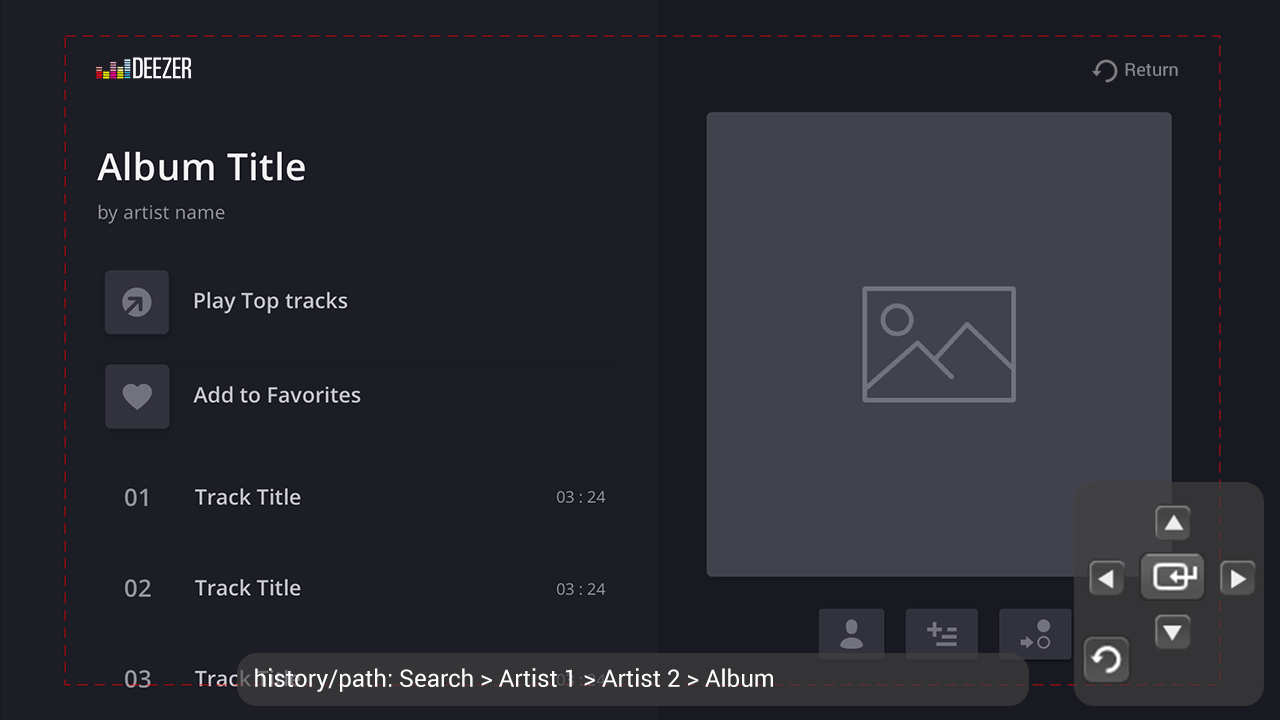 DEEZER
Return
Album Title
by artist name
Play Top tracks
Add to Favorites
01 Track Title 03 : 24
02 Track Title 03 : 24
03 Track
history/path: Search > Artist 1 > Artist 2 > Album